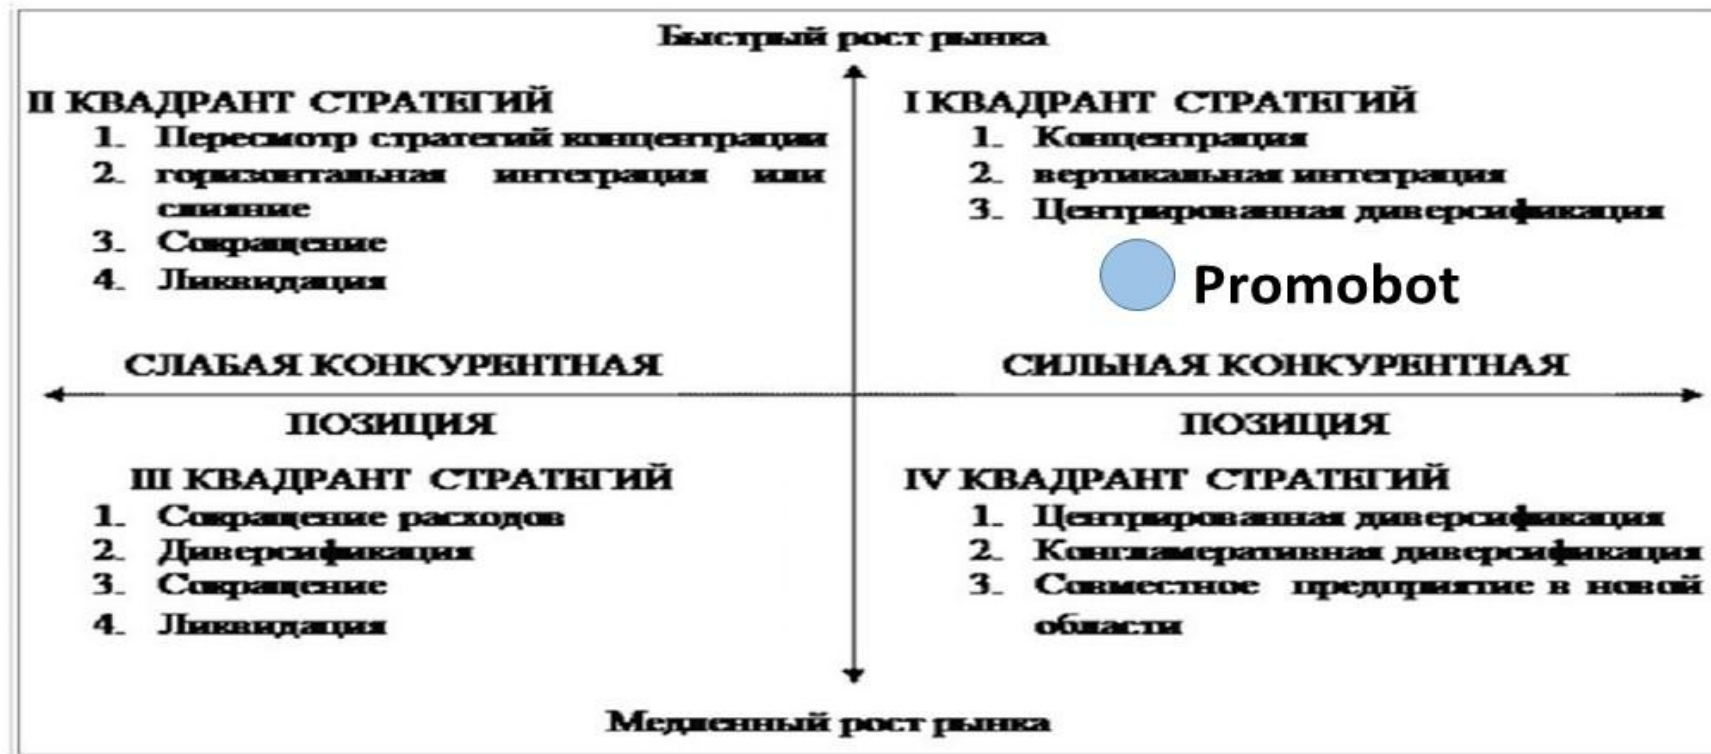 Быстрый рост рынка
II КВАДРАНТ СТРАТЕГИЙ
1. Пересмотр стратегий концентрации
2. горизонтальная интеграция или
слияние
3. Сокращение
4. Ликвидация
I КВАДРАНТ СТРАТЕГИЙ
1. Концентрация
2. вертикальная интеграция
3. Центрированная диверсификация
Promobot
СЛАБАЯ КОНКУРЕНТНАЯ
ПОЗИЦИЯ
СИЛЬНАЯ КОНКУРЕНТНАЯ
ПОЗИЦИЯ
III КВАДРАНТ СТРАТЕГИЙ
1. Сокращение расходов
2. Диверсификация
3. Сокращение
4. Ликвидация
IV КВАДРАНТ СТРАТЕГИЙ
1. Центрированная диверсификация
2. Конгламеративная диверсификация
3. Совместное предприятие в новой
области
Медленный рост рынка